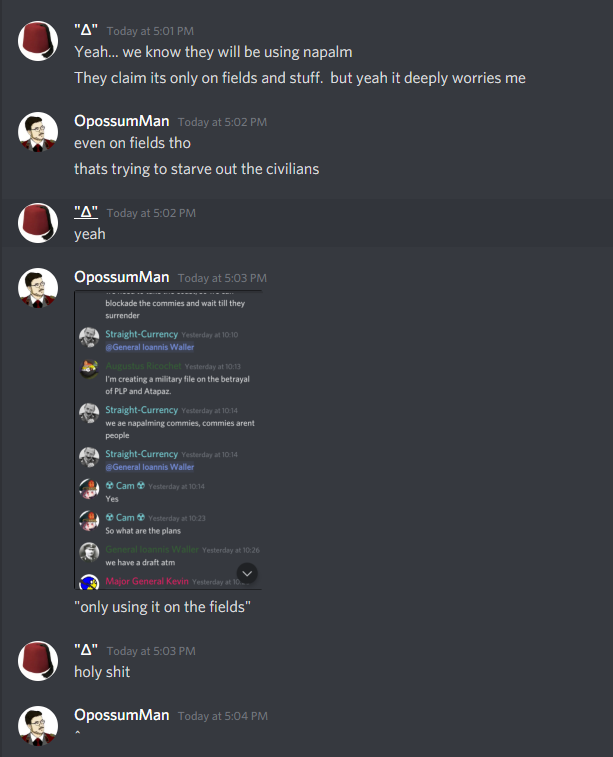 "Δ" Today at 5:01 PM
Yeah... we know they will be using napalm
They claim its only on fields and stuff. but yeah it deeply worries me
OpossumMan Today at 5:02 PM
even on fields tho
thats trying to starve out the civilians
"Δ" Today at 5:02 PM
yeah
OpossumMan Today at 5:03 PM
blockade the commies and wait till they
surrender
Straight-Currency Yesterday at 10:10
@General Ioannis Waller
Augustus Ricochet Yesterday at 10:13
I'm creating a military file on the betrayal
of PLP and Atapaz.
Straight-Currency Yesterday at 10:14
we ae napalming commies, commies arent
people
Straight-Currency Yesterday at 10:14
@General Ioannis Waller
☢ Cam ☢ Yesterday at 10:14
Yes
☢ Cam ☢ Yesterday at 10:23
So what are the plans
General Ioannis Waller Yesterday at 10:26
we have a draft atm
Major General Kevin Yesterday at 10:
"only using it on the fields"
"Δ" Today at 5:03 PM
holy shit
OpossumMan Today at 5:04 PM
^